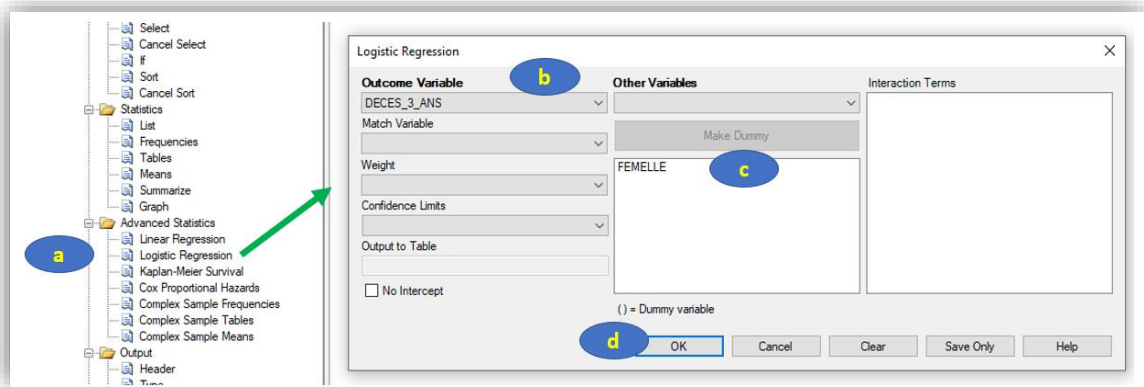 Select
Cancel Select
If
Sort
Cancel Sort
Statistics
List
Frequencies
Tables
Means
Summarize
Graph
Advanced Statistics
a
Linear Regression
Logistic Regression
Kaplan-Meier Survival
Cox Proportional Hazards
Complex Sample Frequencies
Complex Sample Tables
Complex Sample Means
Output
Header
Type
Logistic Regression
Outcome Variable
b
DECES_3_ANS
Match Variable
Weight
Confidence Limits
Output to Table
No Intercept
Other Variables
Make Dummy
FEMELLE
c
( ) = Dummy variable
Interaction Terms
d
OK Cancel Clear Save Only Help